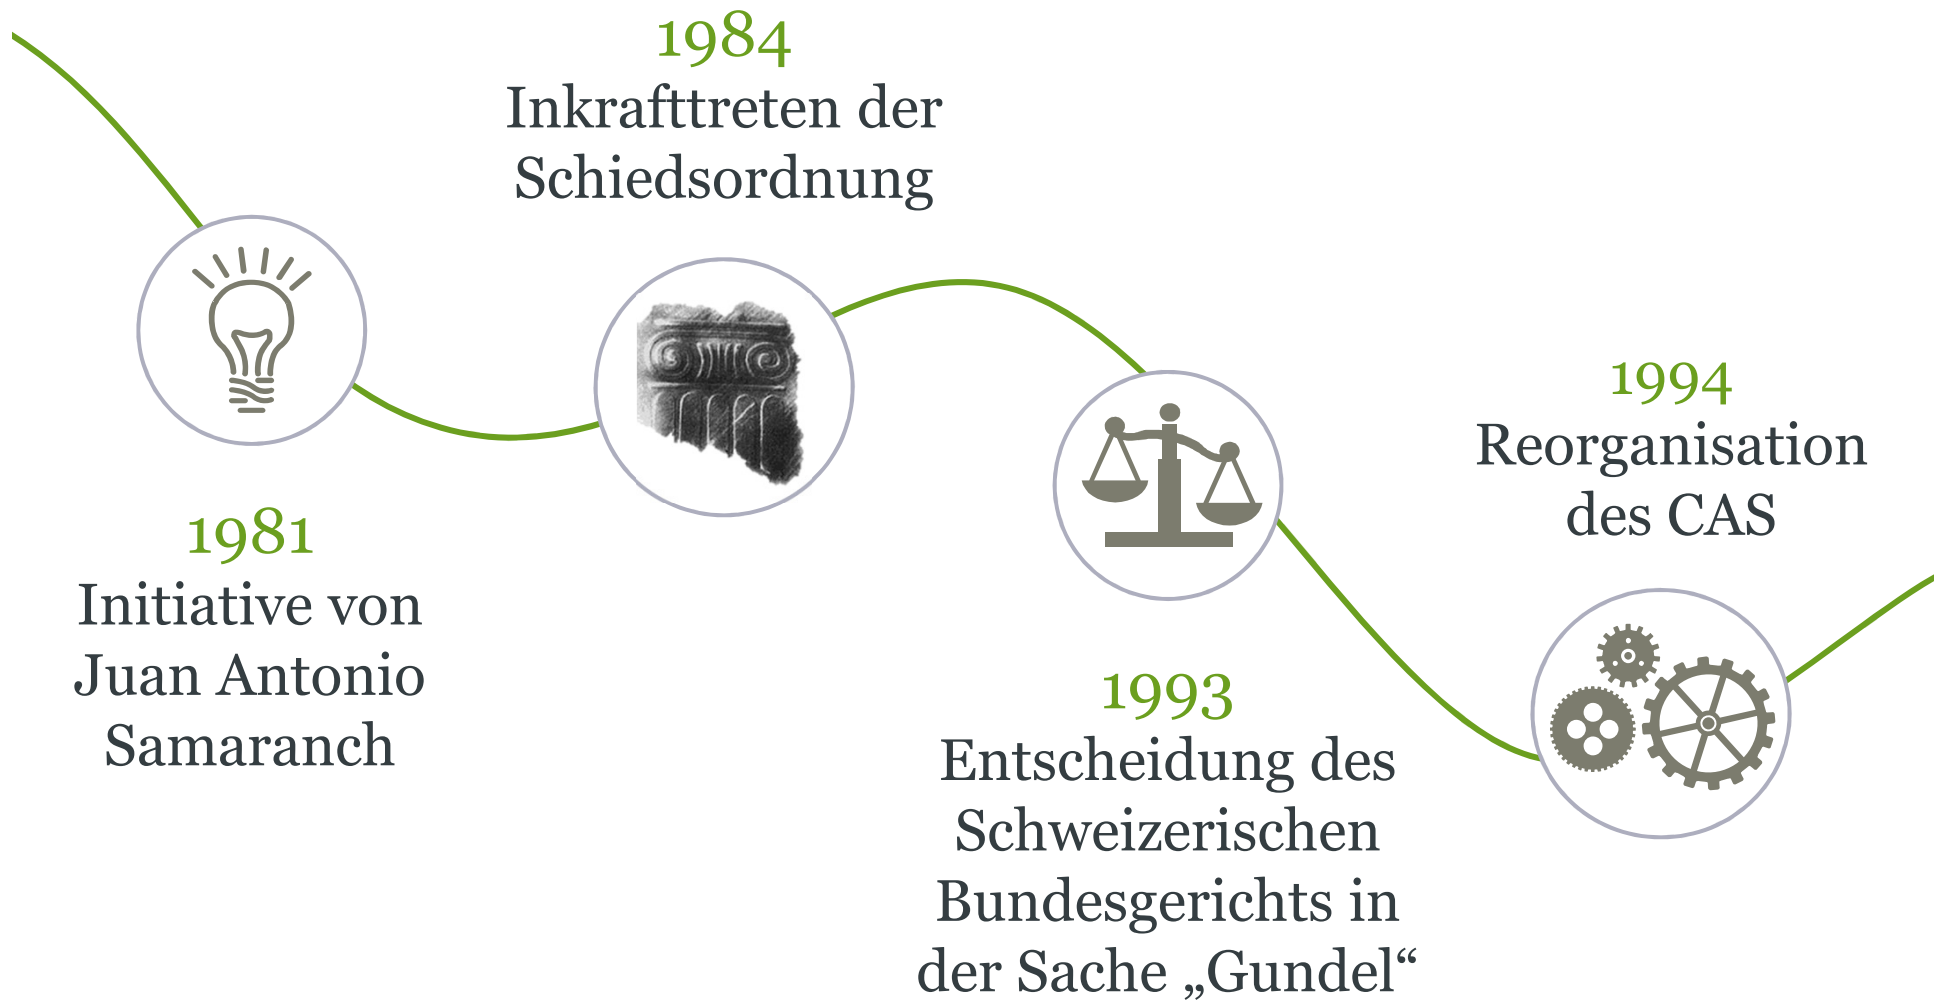 1981
Initiative von
Juan Antonio
Samaranch
1984
Inkrafttreten der
Schiedsordnung
1993
Entscheidung des
Schweizerischen
Bundesgerichts in
der Sache „Gundel“
1994
Reorganisation
des CAS